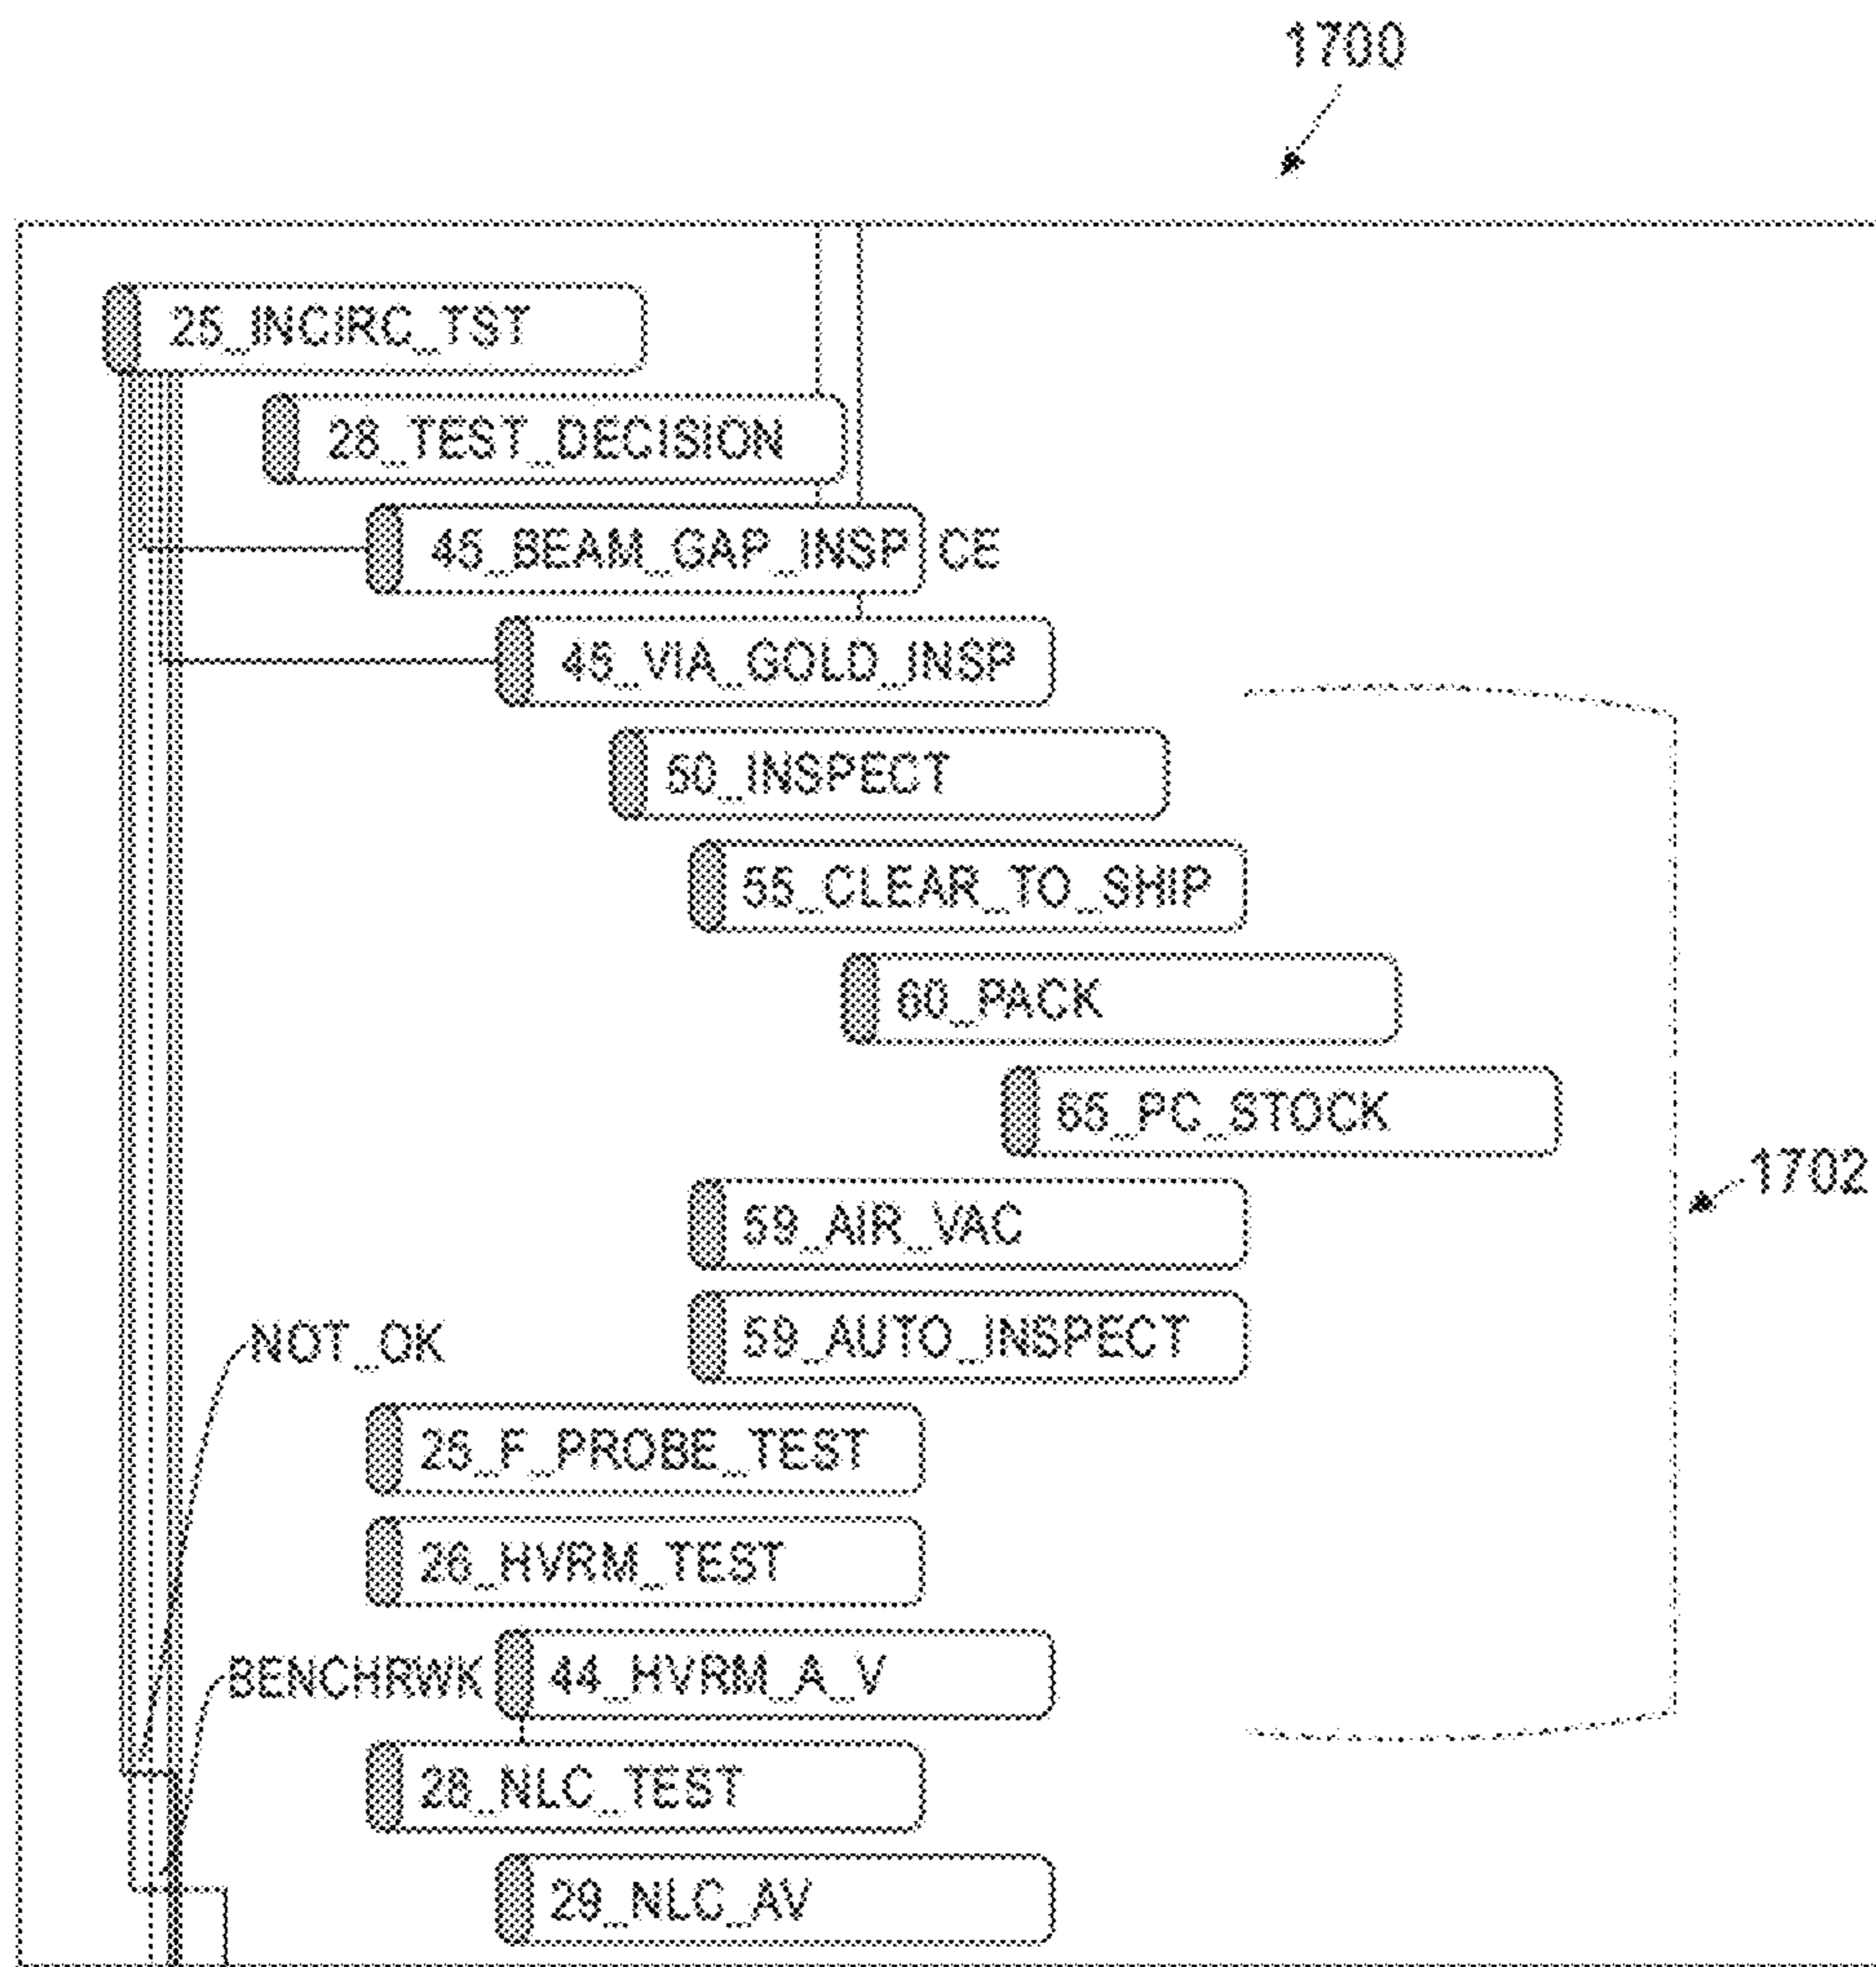 1700
25_INCIRC_TST
28_TEST_DECISION
45_BEAM_GAP_INSP CE
45_VIA_GOLD_INSP
50_INSPECT
55_CLEAR_TO_SHIP
60_PACK
65_PC_STOCK
1702
59_AIR_VAC
59_AUTO_INSPECT
NOT_OK
26_F_PROBE_TEST
26_HVRM_TEST
BENCHRWK 44_HVRM_A_V
28_NLC_TEST
29_NLC_AV